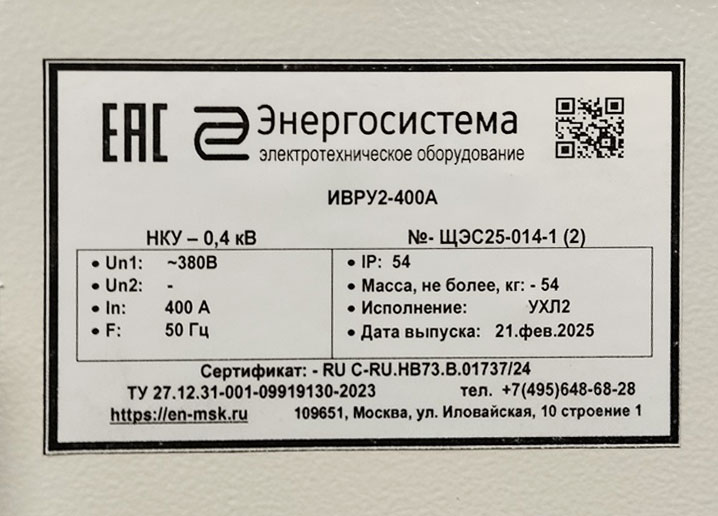 EAC Энергосистема
электротехническое оборудование
ИВРУ2-400А
НКУ – 0,4 кВ №- ЩЭС25-014-1 (2)
• Un1: ~380В • IP: 54
• Un2: - • Масса, не более, кг: - 54
• In: 400 А • Исполнение: УХЛ2
• F: 50 Гц • Дата выпуска: 21.фев.2025
Сертификат: - RU C-RU.НВ73.В.01737/24
ТУ 27.12.31-001-09919130-2023 тел. +7(495)648-68-28
https://en-msk.ru 109651, Москва, ул. Иловайская, 10 строение 1